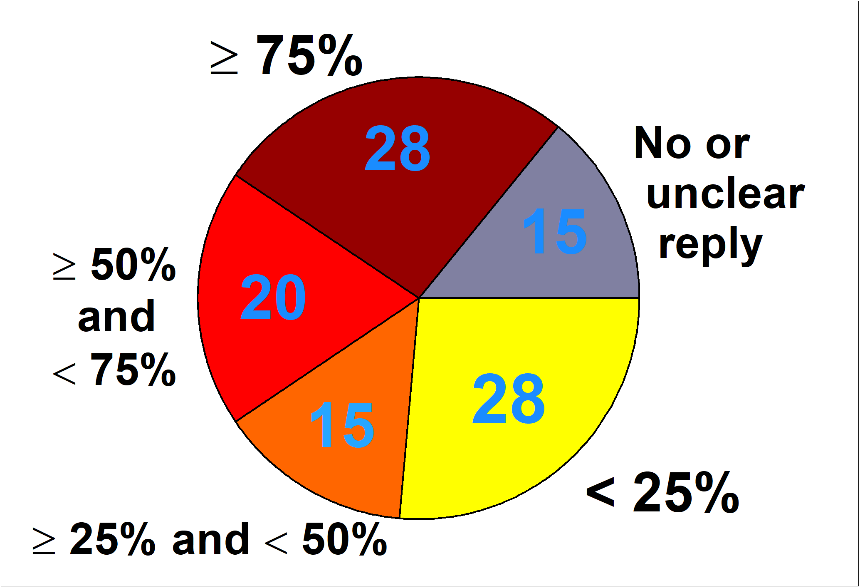 ≥ 75%
28
No or
unclear
reply
15
≥ 50%
and
< 75%
20
15
28
< 25%
≥ 25% and < 50%